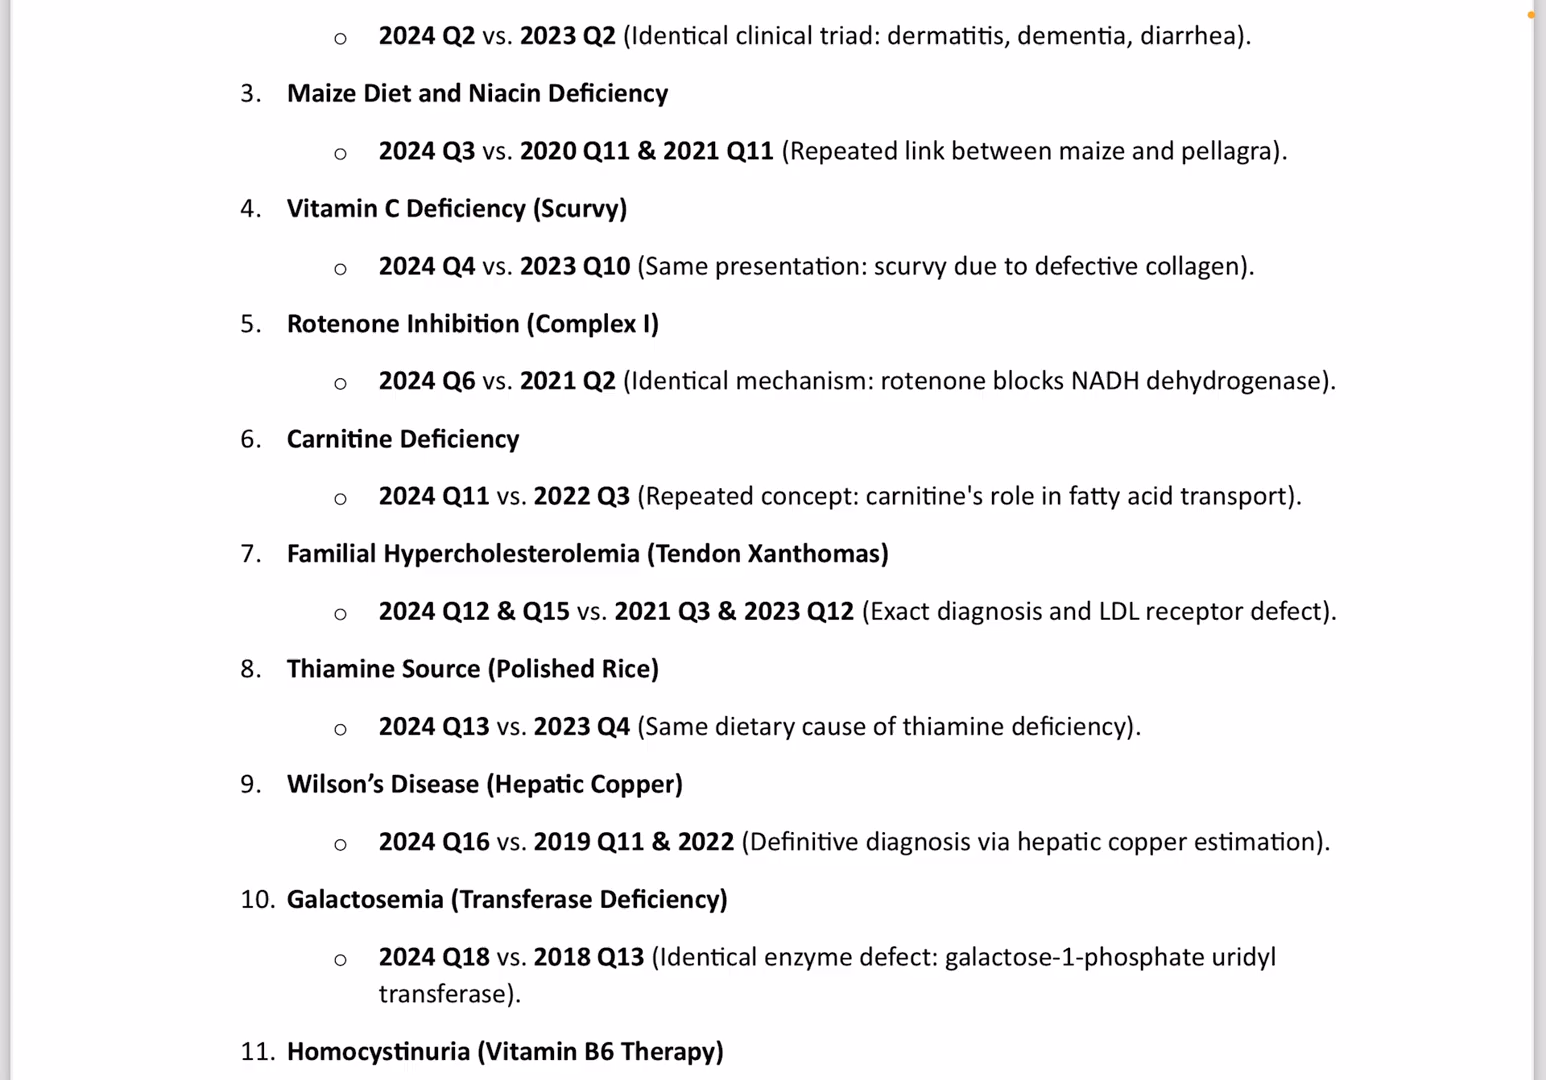 ○ 2024 Q2 vs. 2023 Q2 (Identical clinical triad: dermatitis, dementia, diarrhea).
3. Maize Diet and Niacin Deficiency
○ 2024 Q3 vs. 2020 Q11 & 2021 Q11 (Repeated link between maize and pellagra).
4. Vitamin C Deficiency (Scurvy)
○ 2024 Q4 vs. 2023 Q10 (Same presentation: scurvy due to defective collagen).
5. Rotenone Inhibition (Complex I)
○ 2024 Q6 vs. 2021 Q2 (Identical mechanism: rotenone blocks NADH dehydrogenase).
6. Carnitine Deficiency
○ 2024 Q11 vs. 2022 Q3 (Repeated concept: carnitine's role in fatty acid transport).
7. Familial Hypercholesterolemia (Tendon Xanthomas)
○ 2024 Q12 & Q15 vs. 2021 Q3 & 2023 Q12 (Exact diagnosis and LDL receptor defect).
8. Thiamine Source (Polished Rice)
○ 2024 Q13 vs. 2023 Q4 (Same dietary cause of thiamine deficiency).
9. Wilson’s Disease (Hepatic Copper)
○ 2024 Q16 vs. 2019 Q11 & 2022 (Definitive diagnosis via hepatic copper estimation).
10. Galactosemia (Transferase Deficiency)
○ 2024 Q18 vs. 2018 Q13 (Identical enzyme defect: galactose-1-phosphate uridyl
transferase).
11. Homocystinuria (Vitamin B6 Therapy)